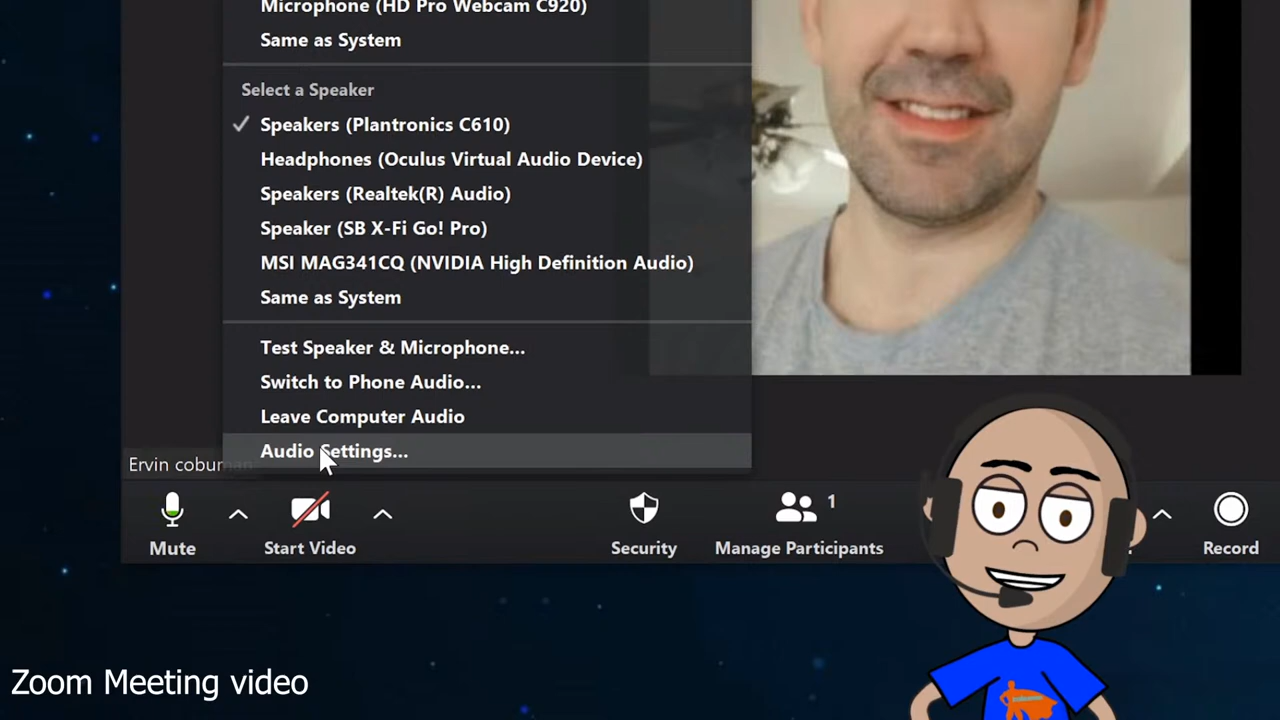 Microphone (HD Pro Webcam C920)
Same as System
Select a Speaker
Speakers (Plantronics C610)
Headphones (Oculus Virtual Audio Device)
Speakers (Realtek(R) Audio)
Speaker (SB X-Fi Go! Pro)
MSI MAG341CQ (NVIDIA High Definition Audio)
Same as System
Test Speaker & Microphone...
Switch to Phone Audio...
Leave Computer Audio
Audio Settings...
Ervin coburman
1
Mute
Start Video
Security
Manage Participants
Record
Zoom Meeting video